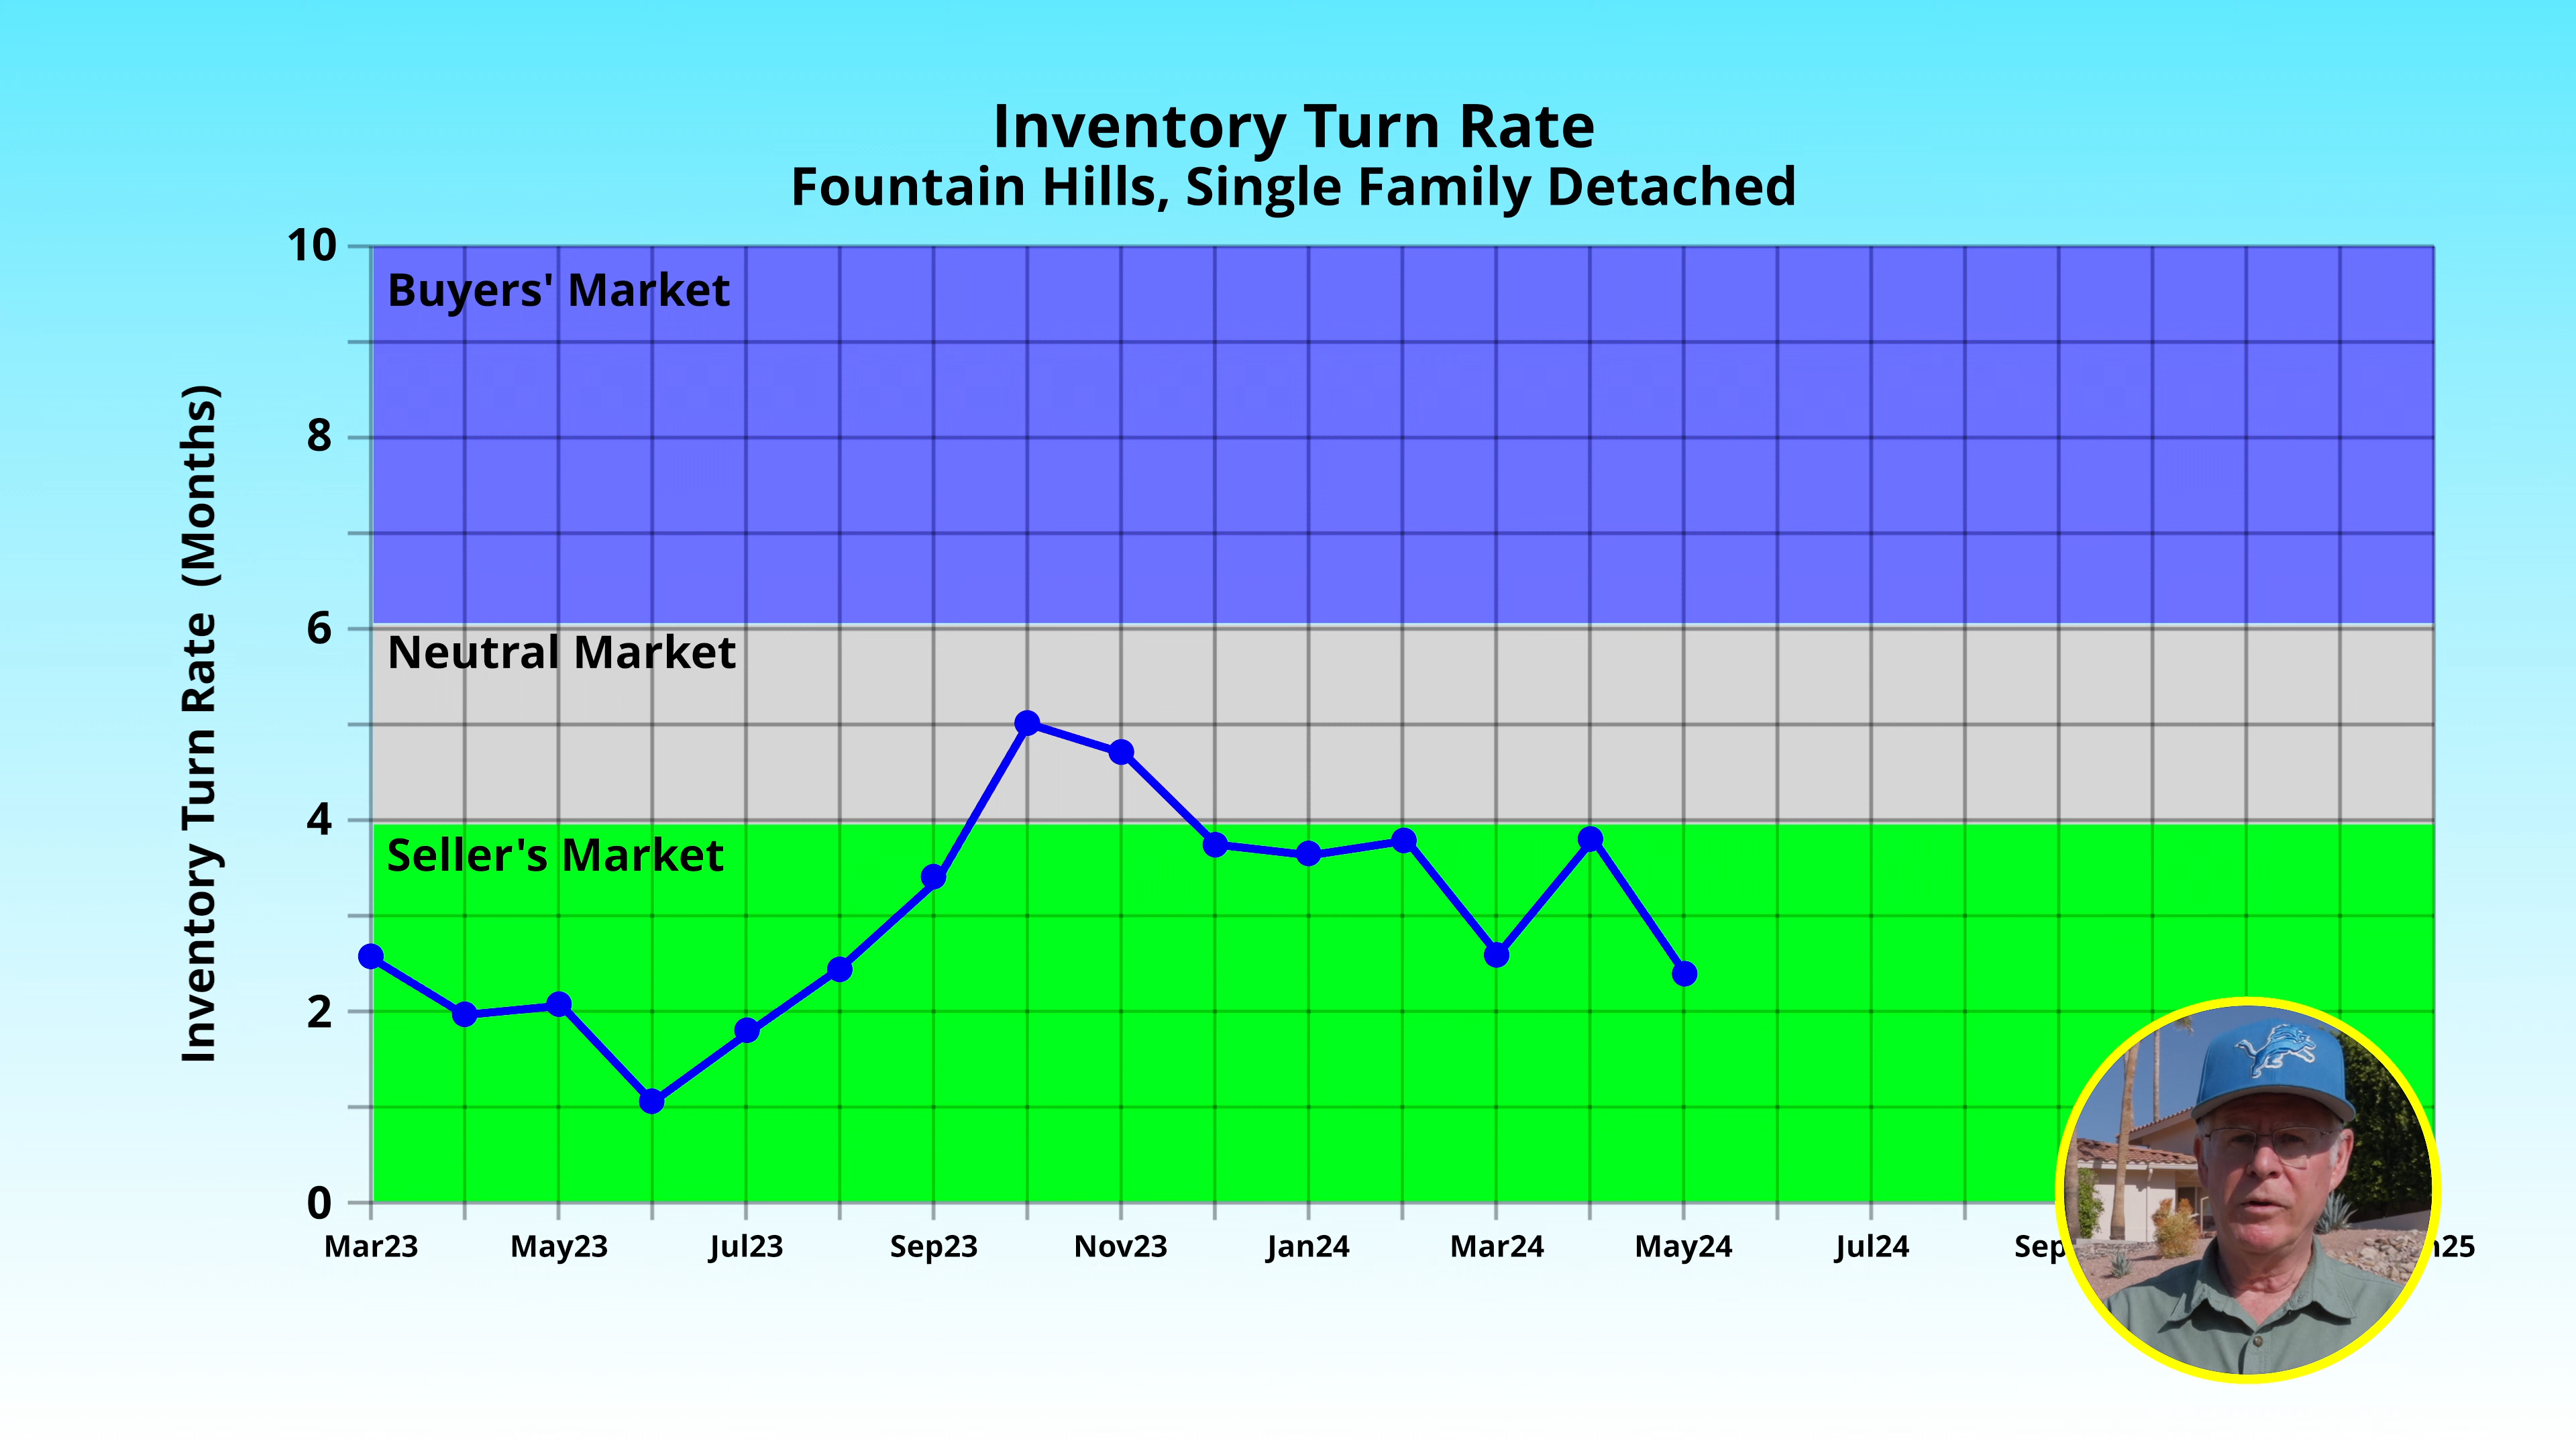 Inventory Turn Rate
Fountain Hills, Single Family Detached
Inventory Turn Rate (Months)
10
8
6
4
2
0
Buyers' Market
Neutral Market
Seller's Market
Mar23 May23 Jul23 Sep23 Nov23 Jan24 Mar24 May24 Jul24